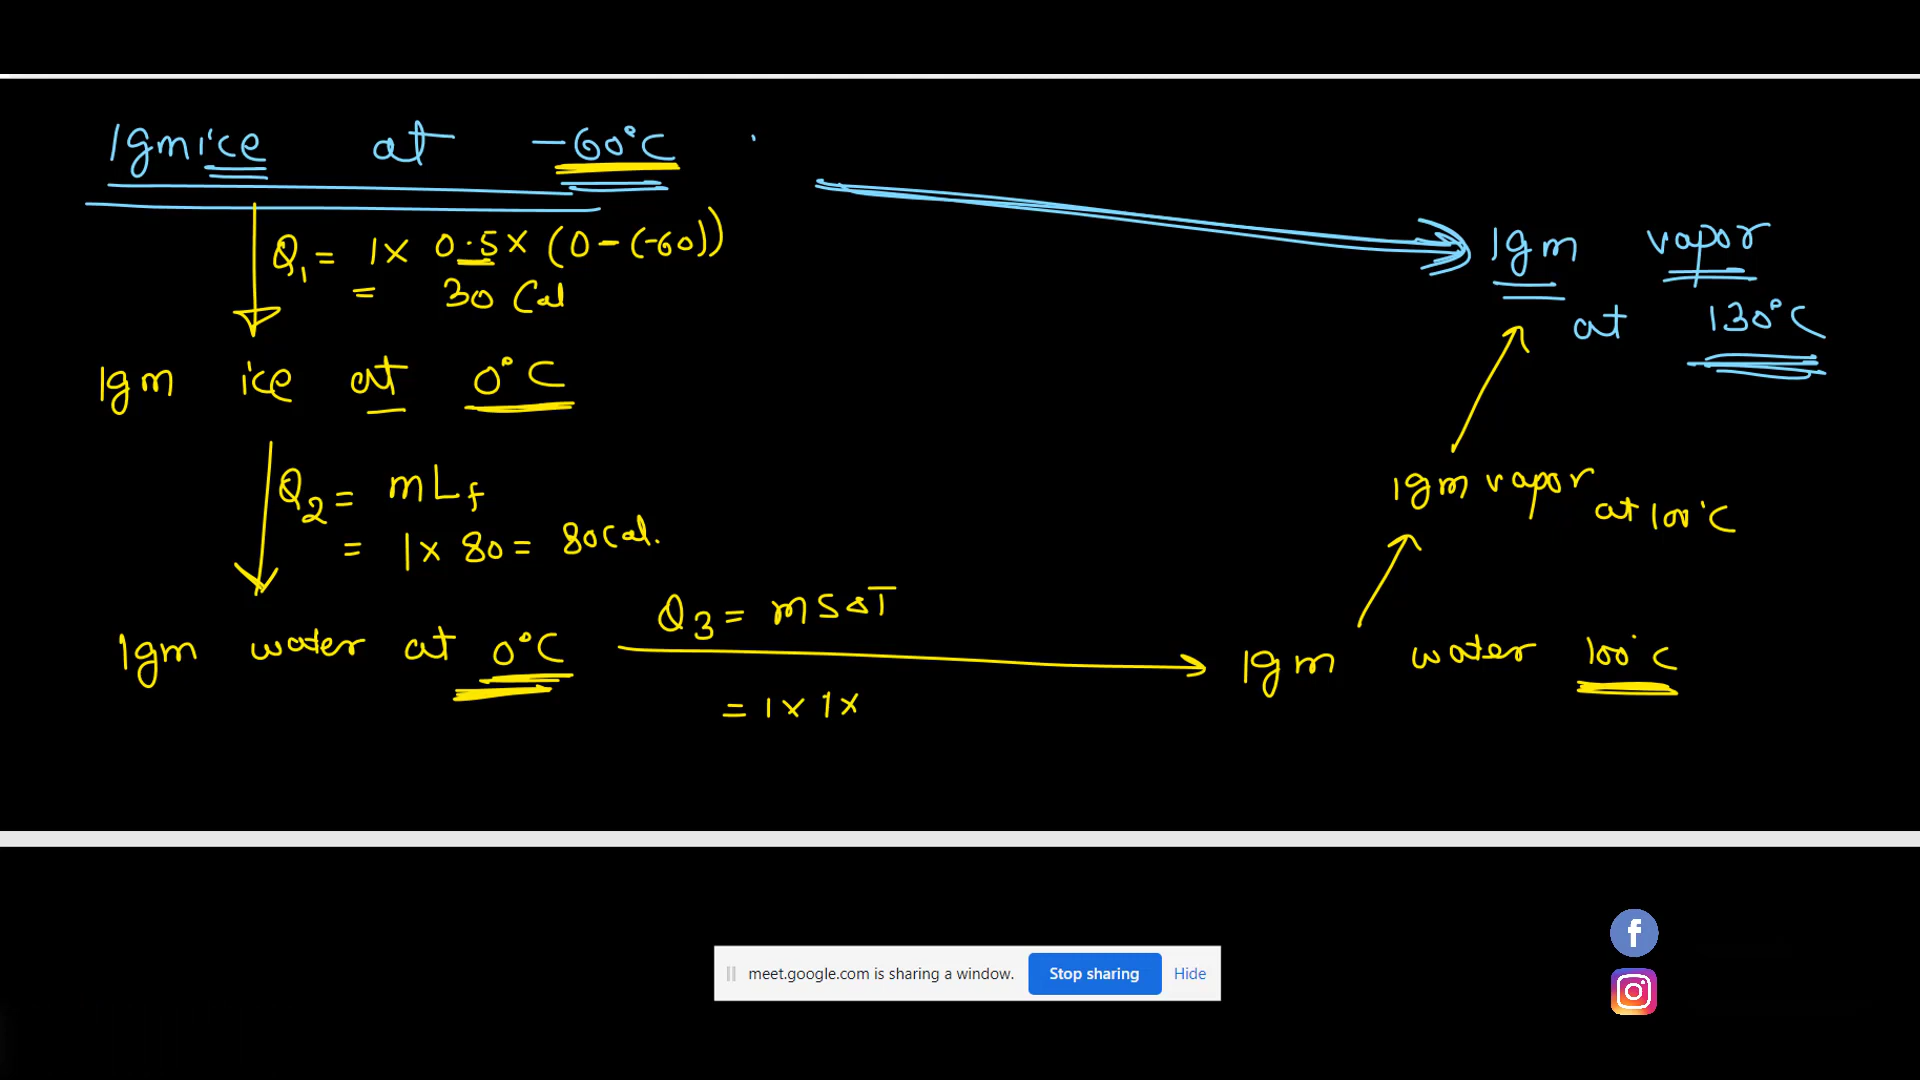 1gm ice at -60°C
Q1 = 1 x 0.5 x (0-(-60))
= 30 Cal
1gm ice at 0°C
Q2 = mLf
= 1 x 80 = 80 Cal.
1gm water at 0°C
Q3 = msΔT
= 1 x 1 x
1gm water 100°C
1gm vapor at 100°C
1gm vapor
at 130°C
meet.google.com is sharing a window. Stop sharing Hide